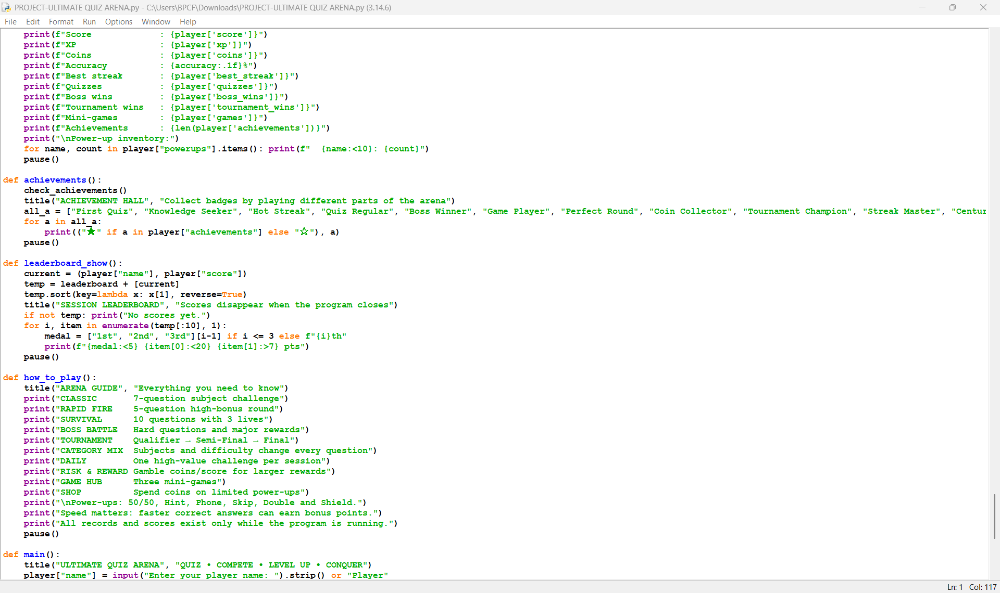 PROJECT-ULTIMATE QUIZ ARENA.py - C:\Users\BPCF\Downloads\PROJECT-ULTIMATE QUIZ ARENA.py (3.14.6)
File Edit Format Run Options Window Help
    print(f"Score             : {player['score']}")
    print(f"XP                : {player['xp']}")
    print(f"Coins             : {player['coins']}")
    print(f"Accuracy          : {accuracy:.1f}%")
    print(f"Best streak       : {player['best_streak']}")
    print(f"Quizzes           : {player['quizzes']}")
    print(f"Boss wins         : {player['boss_wins']}")
    print(f"Tournament wins   : {player['tournament_wins']}")
    print(f"Mini-games        : {player['games']}")
    print(f"Achievements      : {len(player['achievements'])}")
    print("\nPower-up inventory:")
    for name, count in player["powerups"].items(): print(f"  {name:<10}: {count}")
    pause()

def achievements():
    check_achievements()
    title("ACHIEVEMENT HALL", "Collect badges by playing different parts of the arena")
    all_a = ["First Quiz", "Knowledge Seeker", "Hot Streak", "Quiz Regular", "Boss Winner", "Game Player", "Perfect Round", "Coin Collector", "Tournament Champion", "Streak Master", "Centur
    for a in all_a:
        print(("★" if a in player["achievements"] else "☆"), a)
    pause()

def leaderboard_show():
    current = (player["name"], player["score"])
    temp = leaderboard + [current]
    temp.sort(key=lambda x: x[1], reverse=True)
    title("SESSION LEADERBOARD", "Scores disappear when the program closes")
    if not temp: print("No scores yet.")
    for i, item in enumerate(temp[:10], 1):
        medal = ["1st", "2nd", "3rd"][i-1] if i <= 3 else f"{i}th"
        print(f"{medal:<5} {item[0]:<20} {item[1]:>7} pts")
    pause()

def how_to_play():
    title("ARENA GUIDE", "Everything you need to know")
    print("CLASSIC       7-question subject challenge")
    print("RAPID FIRE    5-question high-bonus round")
    print("SURVIVAL      10 questions with 3 lives")
    print("BOSS BATTLE   Hard questions and major rewards")
    print("TOURNAMENT    Qualifier → Semi-Final → Final")
    print("CATEGORY MIX  Subjects and difficulty change every question")
    print("DAILY         One high-value challenge per session")
    print("RISK & REWARD Gamble coins/score for larger rewards")
    print("GAME HUB      Three mini-games")
    print("SHOP          Spend coins on limited power-ups")
    print("\nPower-ups: 50/50, Hint, Phone, Skip, Double and Shield.")
    print("Speed matters: faster correct answers can earn bonus points.")
    print("All records and scores exist only while the program is running.")
    pause()

def main():
    title("ULTIMATE QUIZ ARENA", "QUIZ • COMPETE • LEVEL UP • CONQUER")
    player["name"] = input("Enter your player name: ").strip() or "Player"
Ln: 1 Col: 117